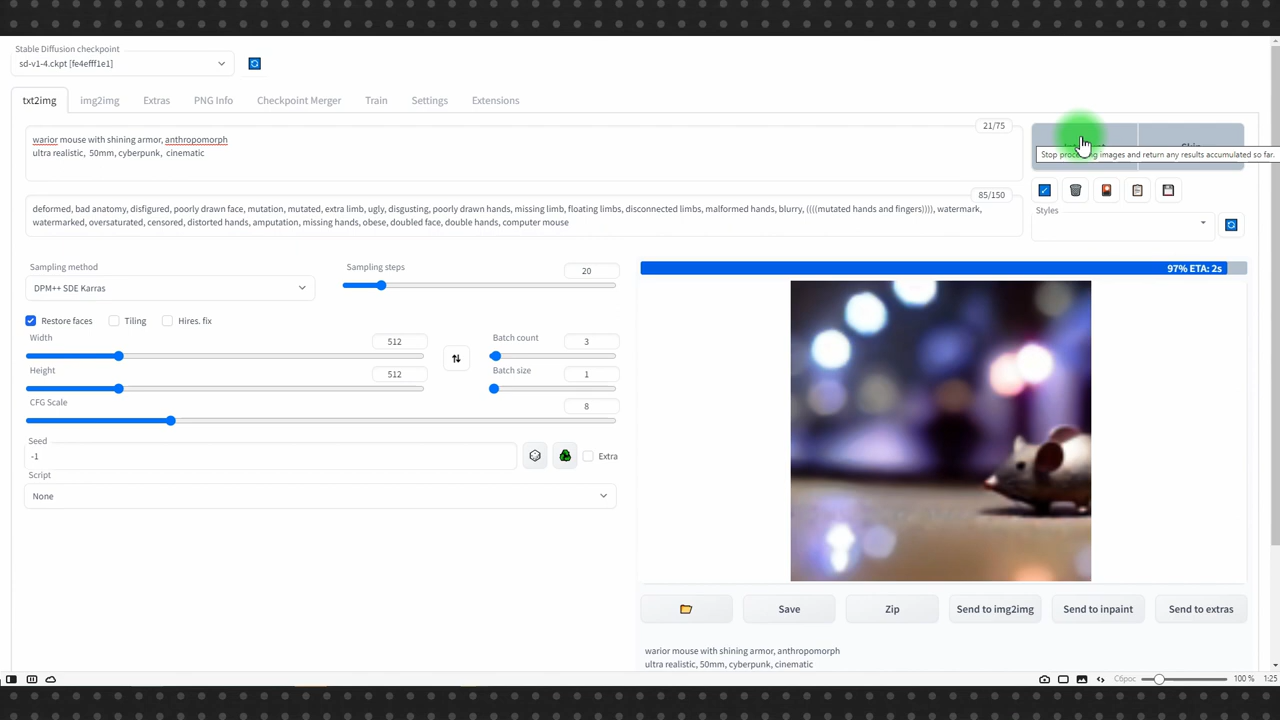 Stable Diffusion checkpoint
sd-v1-4.ckpt [fe4efff1e1]
txt2img
img2img
Extras
PNG Info
Checkpoint Merger
Train
Settings
Extensions
21/75
warior mouse with shining armor, anthropomorph
ultra realistic, 50mm, cyberpunk, cinematic
Skip
Stop processing images and return any results accumulated so far.
85/150
deformed, bad anatomy, disfigured, poorly drawn face, mutation, mutated, extra limb, ugly, disgusting, poorly drawn hands, missing limb, floating limbs, disconnected limbs, malformed hands, blurry, ((((mutated hands and fingers)))), watermark,
watermarked, oversaturated, censored, distorted hands, amputation, missing hands, obese, doubled face, double hands, computer mouse
Styles
Sampling method
DPM++ SDE Karras
Sampling steps
20
97% ETA: 2s
Restore faces
Tiling
Hires. fix
Width
512
Batch count
3
Height
512
Batch size
1
CFG Scale
8
Seed
-1
Extra
Script
None
Save
Zip
Send to img2img
Send to inpaint
Send to extras
warior mouse with shining armor, anthropomorph
ultra realistic, 50mm, cyberpunk, cinematic
Сброс
100 %
1:25